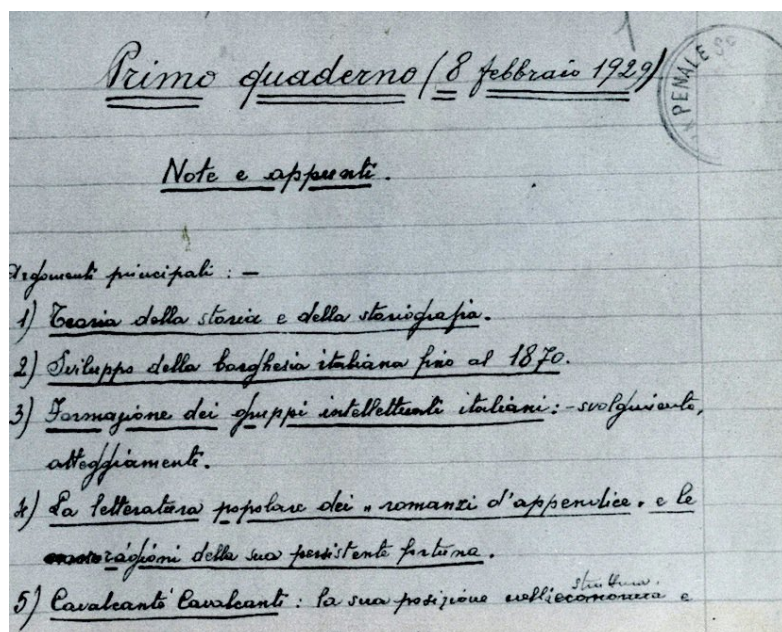 1
Primo quaderno (8 febbraio 1929)
PENALE
Note e appunti.
Argomenti principali : —
1) Teoria della storia e della storiografia.
2) Sviluppo della borghesia italiana fino al 1870.
3) Formazione dei gruppi intellettuali italiani: - svolgimento,
atteggiamenti.
4) La letteratura popolare dei „ romanzi d'appendice " e le
ragioni della sua persistente fortuna.
struttura
5) Cavalcante Cavalcanti : la sua posizione nell'economia e